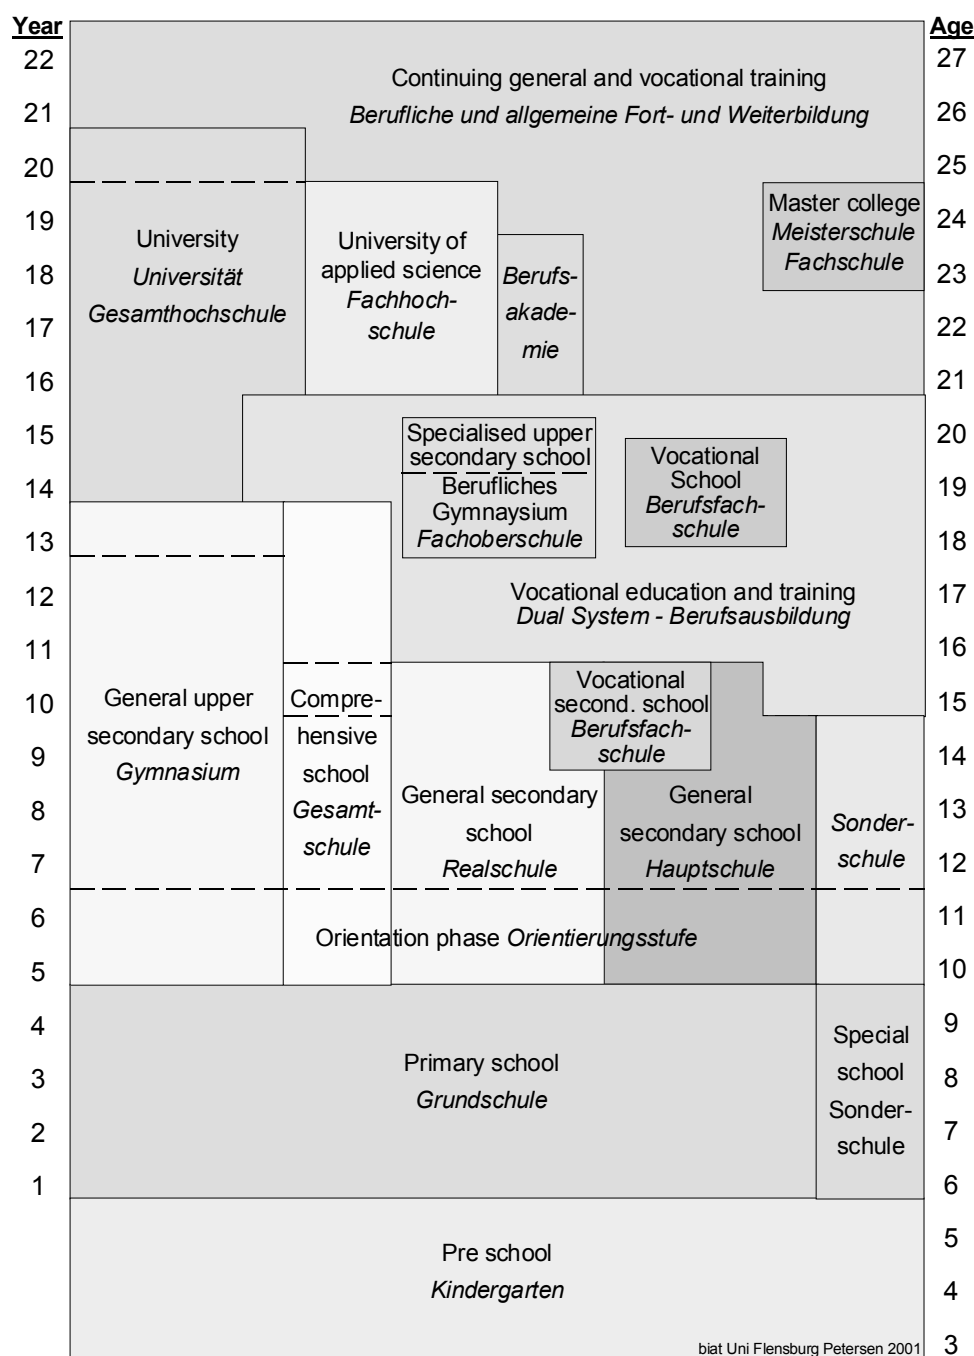 Year
Age
22
27
Continuing general and vocational training
21
Berufliche und allgemeine Fort- und Weiterbildung
26
20
25
19
24
18
23
17
22
16
21
University
Universität
Gesamthochschule
University of
applied science
Fachhoch-
schule
Berufs-
akade-
mie
Master college
Meisterschule
Fachschule
15
20
14
19
13
18
12
17
11
16
Specialised upper
secondary school
Berufliches
Gymnaysium
Fachoberschule
Vocational
School
Berufsfach-
schule
Vocational education and training
Dual System - Berufsausbildung
10
15
9
14
8
13
7
12
General upper
secondary school
Gymnasium
Compre-
hensive
school
Gesamt-
schule
Vocational
second. school
Berufsfach-
schule
General secondary
school
Realschule
General
secondary school
Hauptschule
Sonder-
schule
6
11
Orientation phase Orientierungsstufe
5
10
4
9
3
8
2
7
1
6
Primary school
Grundschule
Special
school
Sonder-
schule
5
Pre school
Kindergarten
4
biat Uni Flensburg Petersen 2001
3